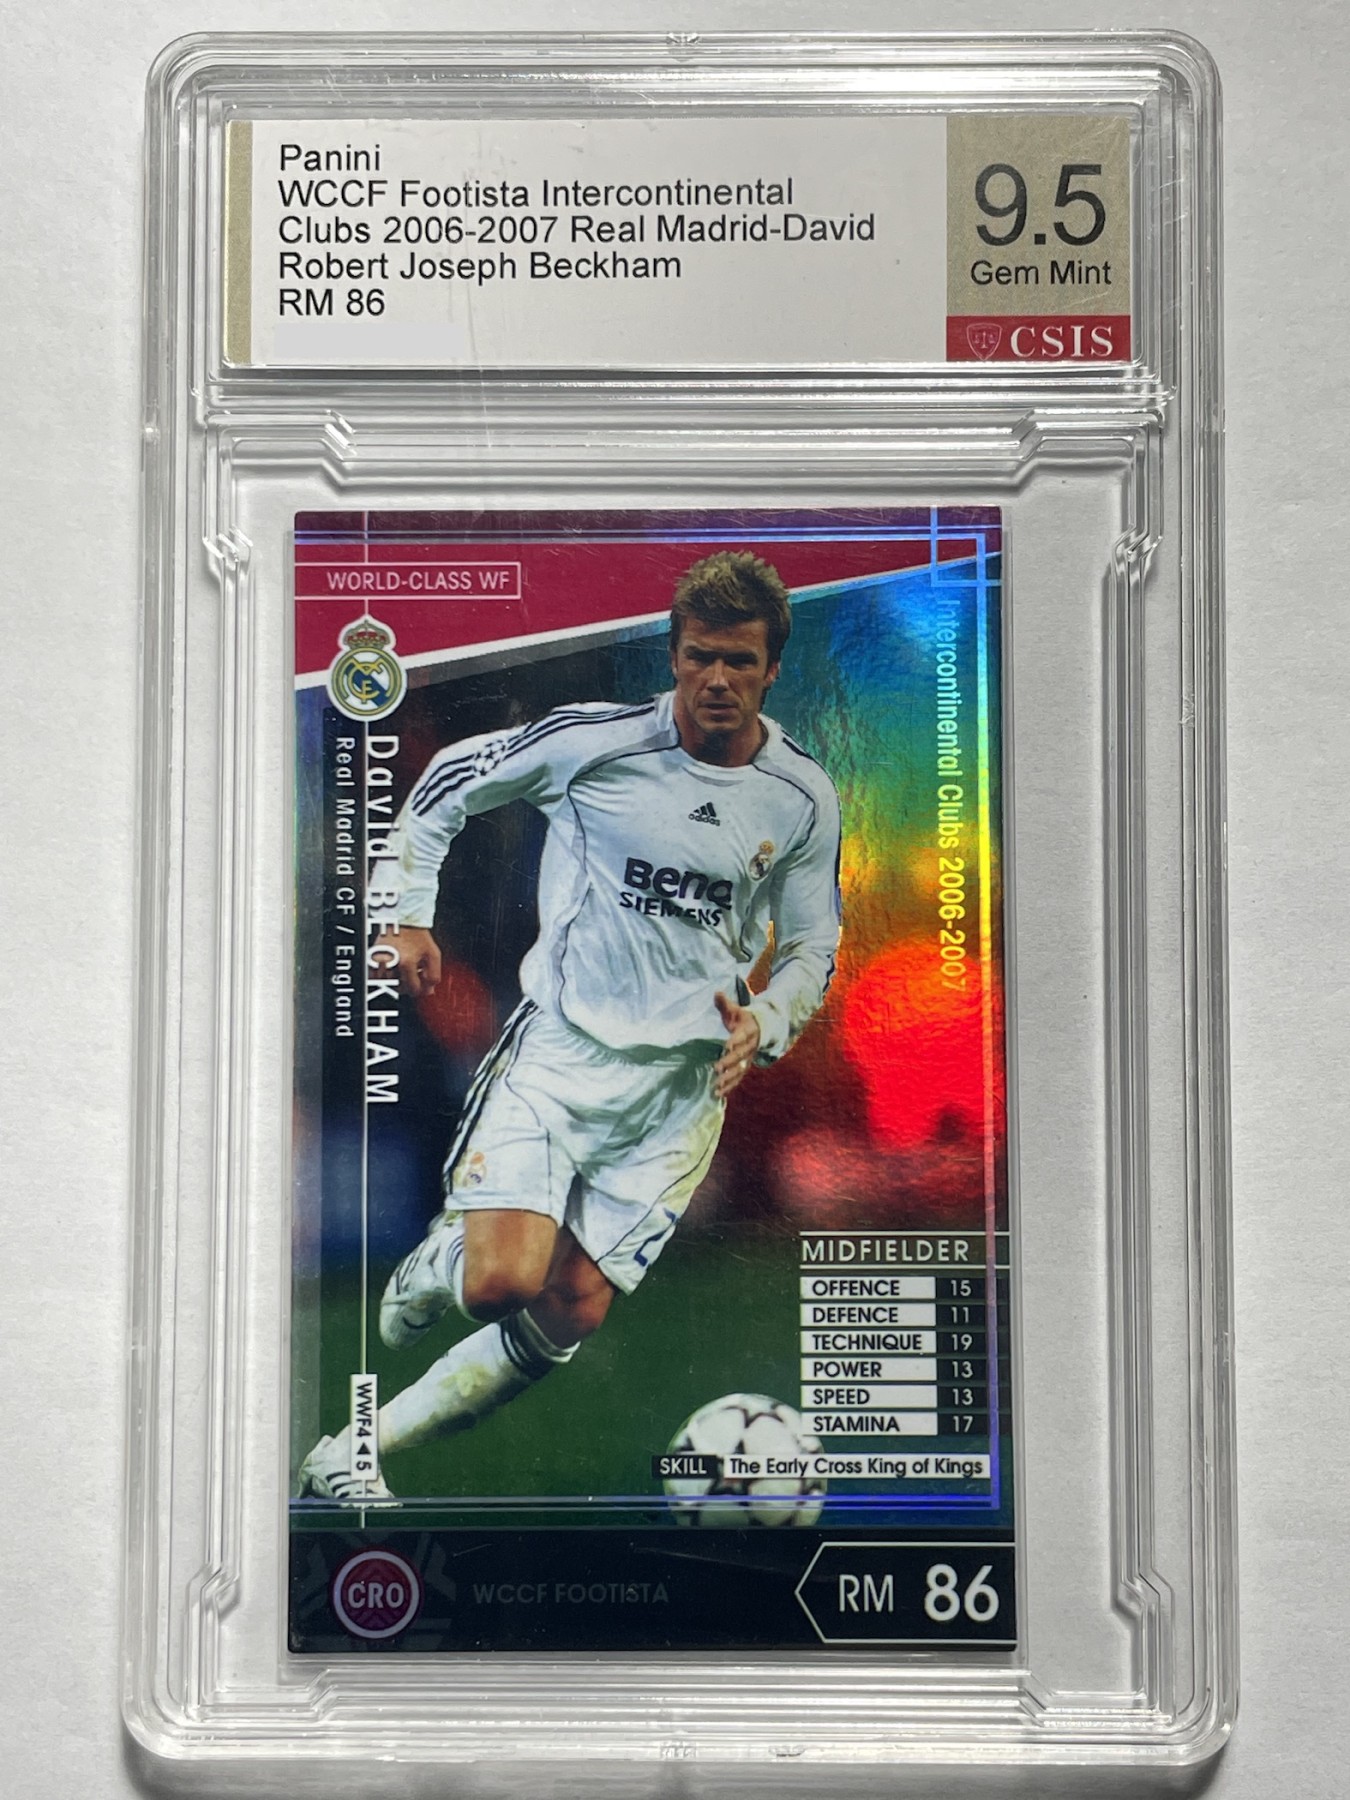 Panini
WCCF Footista Intercontinental
Clubs 2006-2007 Real Madrid-David
Robert Joseph Beckham
RM 86
9.5
Gem Mint
CSIS
WORLD-CLASS WF
Intercontinental Clubs 2006-2007
David BECKHAM
Real Madrid CF / England
adidas
BenQ
SIEMENS
MIDFIELDER
OFFENCE 15
DEFENCE 11
TECHNIQUE 19
POWER 13
SPEED 13
STAMINA 17
SKILL The Early Cross King of Kings
WWF4◄5
CRO
WCCF FOOTISTA
RM 86